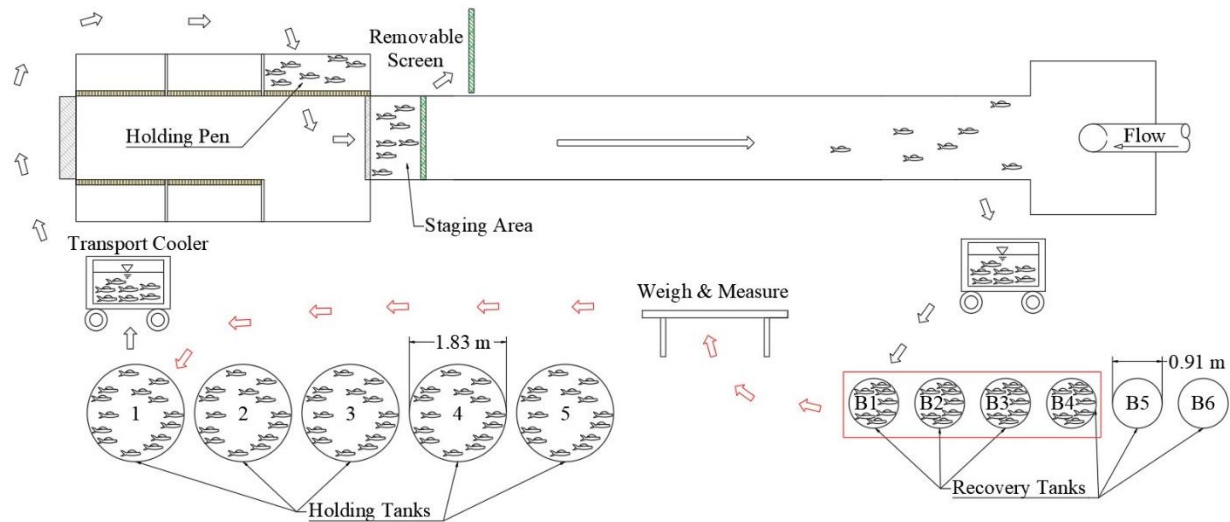 Removable
Screen
Holding Pen
Flow
Staging Area
Transport Cooler
Weigh & Measure
1.83 m
0.91 m
1
2
3
4
5
B1
B2
B3
B4
B5
B6
Recovery Tanks
Holding Tanks